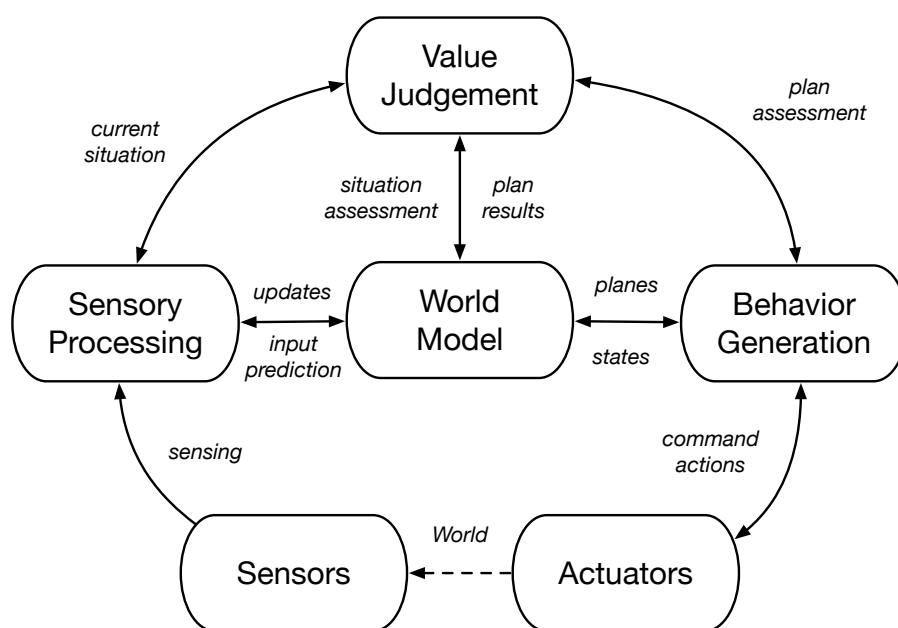 Value
Judgement
plan
assessment
current
situation
situation
assessment
plan
results
Sensory
Processing
updates
input
prediction
World
Model
planes
states
Behavior
Generation
sensing
command
actions
Sensors
World
Actuators